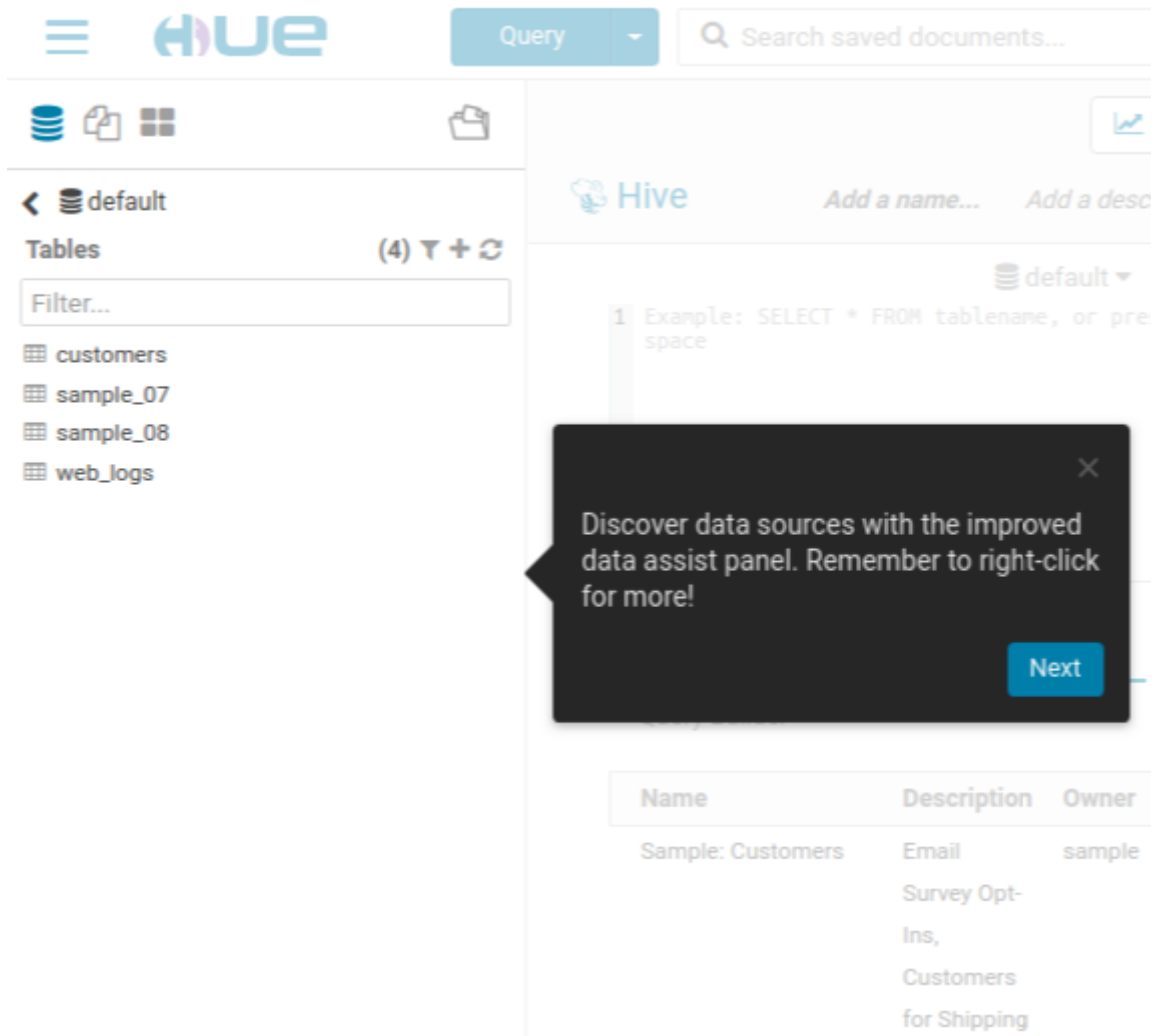 HUE
Query
Search saved documents...
default
Tables (4)
Filter...
customers
sample_07
sample_08
web_logs
Hive Add a name... Add a desc
default
1 Example: SELECT * FROM tablename, or pre
space
Discover data sources with the improved
data assist panel. Remember to right-click
for more!
Next
Name Description Owner
Sample: Customers Email sample
Survey Opt-
Ins,
Customers
for Shipping